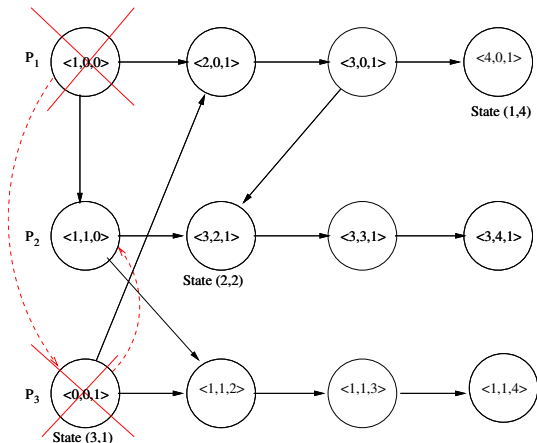 P1 <1,0,0> <2,0,1> <3,0,1> <4,0,1>
State (1,4)
P2 <1,1,0> <3,2,1> <3,3,1> <3,4,1>
State (2,2)
P3 <0,0,1> <1,1,2> <1,1,3> <1,1,4>
State (3,1)